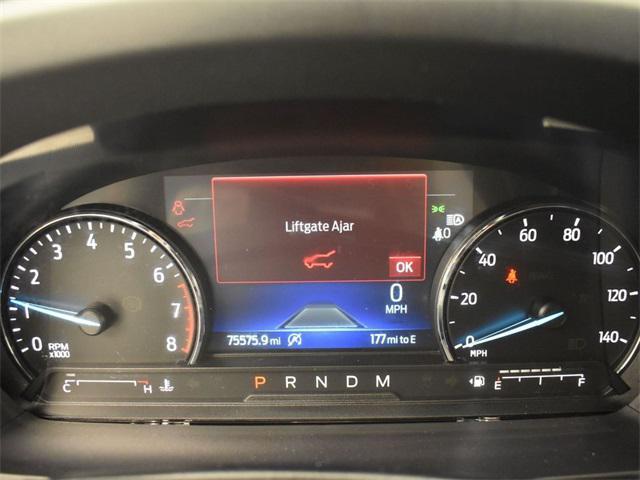 Liftgate Ajar
OK
0
MPH
75575.9 mi
177 mi to E
0 1 2 3 4 5 6 7 8
RPM
x1000
0 20 40 60 80 100 120 140
MPH
C H
P R N D M
E F